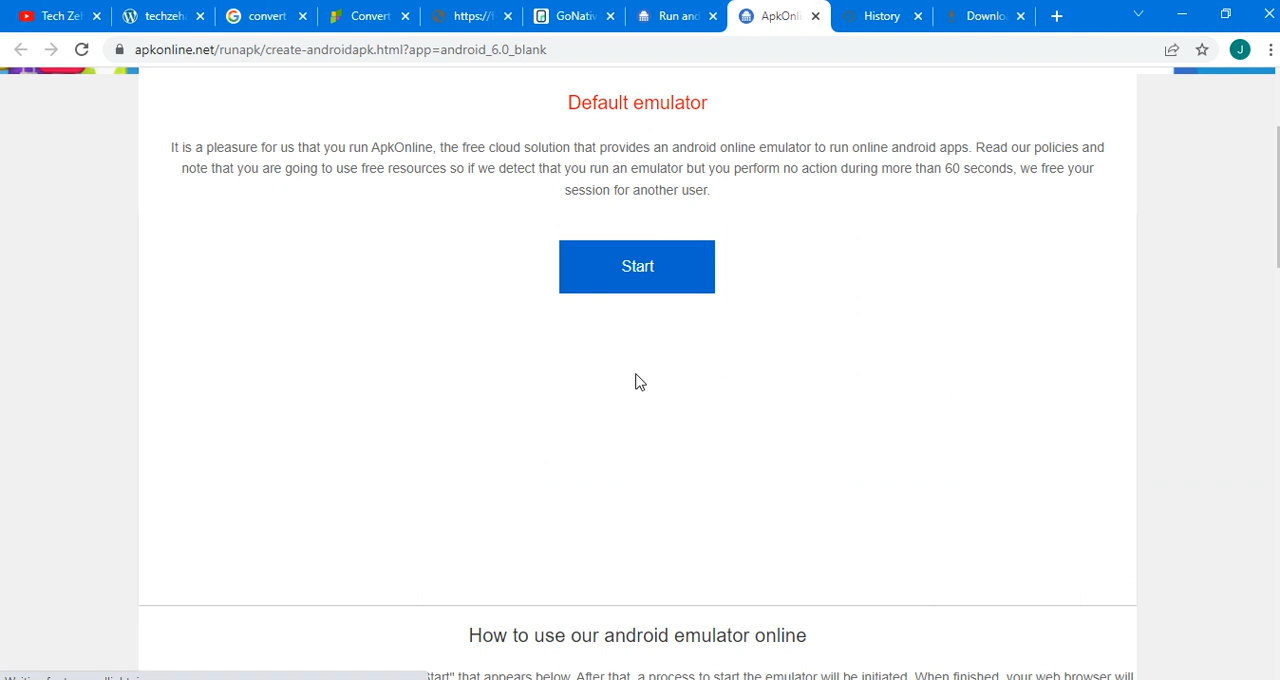 Tech Zel techzeh convert Convert https://l GoNativ Run and ApkOnli History Downlo
apkonline.net/runapk/create-androidapk.html?app=android_6.0_blank J
Default emulator
It is a pleasure for us that you run ApkOnline, the free cloud solution that provides an android online emulator to run online android apps. Read our policies and
note that you are going to use free resources so if we detect that you run an emulator but you perform no action during more than 60 seconds, we free your
session for another user.
Start
How to use our android emulator online
tart" that appears below. After that, a process to start the emulator will be initiated. When finished, your web browser will